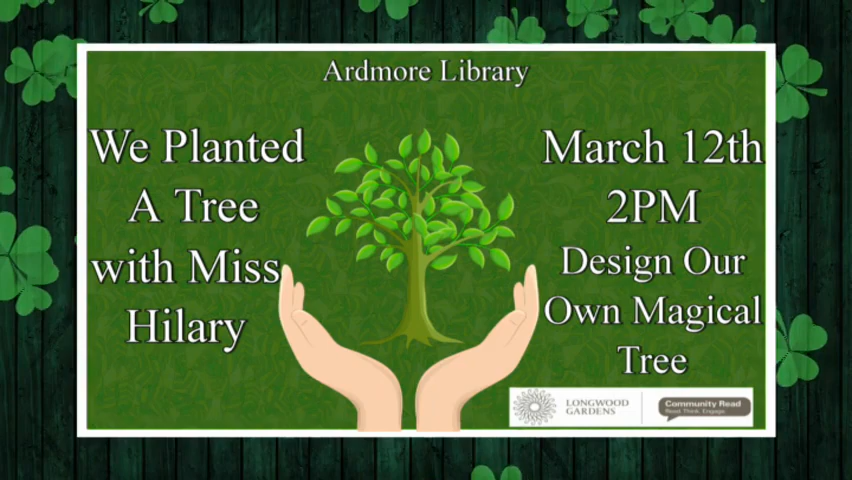 Ardmore Library
We Planted
A Tree
with Miss
Hilary
March 12th
2PM
Design Our
Own Magical
Tree
LONGWOOD
GARDENS
Community Read
Read Think Engage